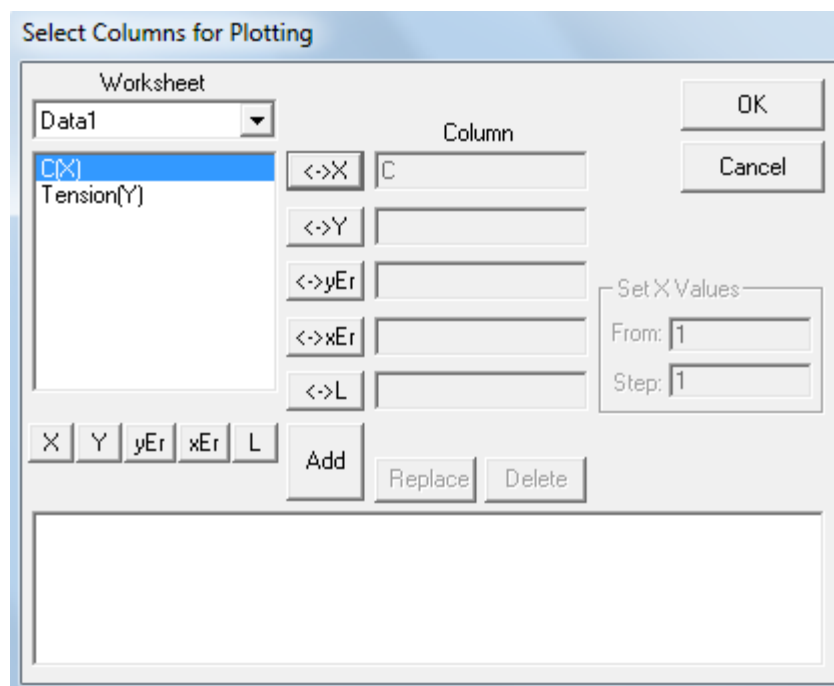 Select Columns for Plotting
Worksheet
Data1
OK
Column
C(X)
<->X
C
Cancel
Tension(Y)
<->Y
<->yEr
Set X Values
From: 1
<->xEr
Step: 1
<->L
X Y yEr xEr L
Add
Replace
Delete